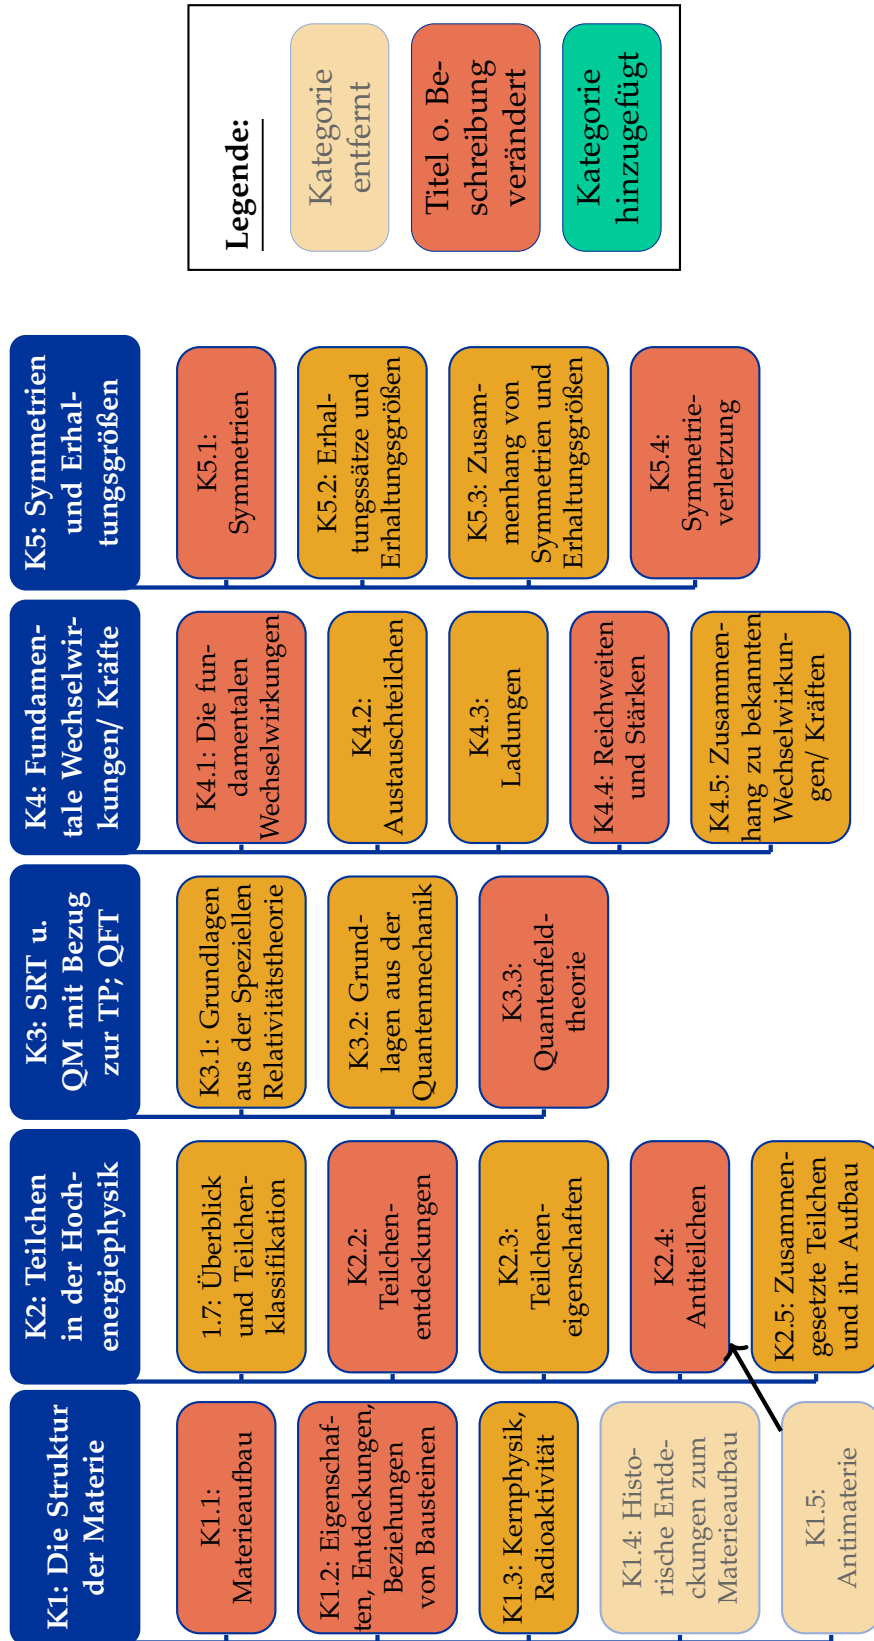 K1: Die Struktur
der Materie
K1.1:
Materieaufbau
K1.2: Eigenschaf-
ten, Entdeckungen,
Beziehungen
von Bausteinen
K1.3: Kernphysik,
Radioaktivität
K1.4: Histo-
rische Entde-
ckungen zum
Materieaufbau
K1.5:
Antimaterie
K2: Teilchen
in der Hoch-
energiephysik
1.7: Überblick
und Teilchen-
klassifikation
K2.2:
Teilchen-
entdeckungen
K2.3:
Teilchen-
eigenschaften
K2.4:
Antiteilchen
K2.5: Zusammen-
gesetzte Teilchen
und ihr Aufbau
K3: SRT u.
QM mit Bezug
zur TP; QFT
K3.1: Grundlagen
aus der Speziellen
Relativitätstheorie
K3.2: Grund-
lagen aus der
Quantenmechanik
K3.3:
Quantenfeld-
theorie
K4: Fundamen-
tale Wechselwir-
kungen/ Kräfte
K4.1: Die fun-
damentalen
Wechselwirkungen
K4.2:
Austauschteilchen
K4.3:
Ladungen
K4.4: Reichweiten
und Stärken
K4.5: Zusammen-
hang zu bekannten
Wechselwirkun-
gen/ Kräften
K5: Symmetrien
und Erhal-
tungsgrößen
K5.1:
Symmetrien
K5.2: Erhal-
tungssätze und
Erhaltungsgrößen
K5.3: Zusam-
menhang von
Symmetrien und
Erhaltungsgrößen
K5.4:
Symmetrie-
verletzung
Legende:
Kategorie
entfernt
Titel o. Be-
schreibung
verändert
Kategorie
hinzugefügt